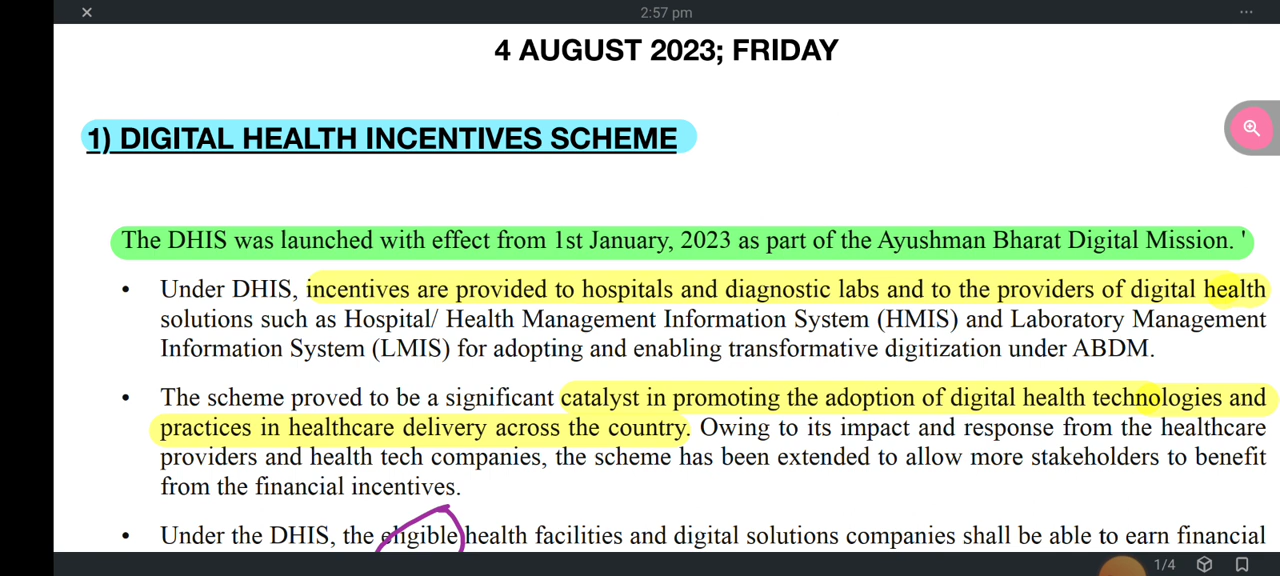 2:57 pm
4 AUGUST 2023; FRIDAY
1) DIGITAL HEALTH INCENTIVES SCHEME
The DHIS was launched with effect from 1st January, 2023 as part of the Ayushman Bharat Digital Mission. '
• Under DHIS, incentives are provided to hospitals and diagnostic labs and to the providers of digital health
solutions such as Hospital/ Health Management Information System (HMIS) and Laboratory Management
Information System (LMIS) for adopting and enabling transformative digitization under ABDM.
• The scheme proved to be a significant catalyst in promoting the adoption of digital health technologies and
practices in healthcare delivery across the country. Owing to its impact and response from the healthcare
providers and health tech companies, the scheme has been extended to allow more stakeholders to benefit
from the financial incentives.
• Under the DHIS, the eligible health facilities and digital solutions companies shall be able to earn financial
1/4